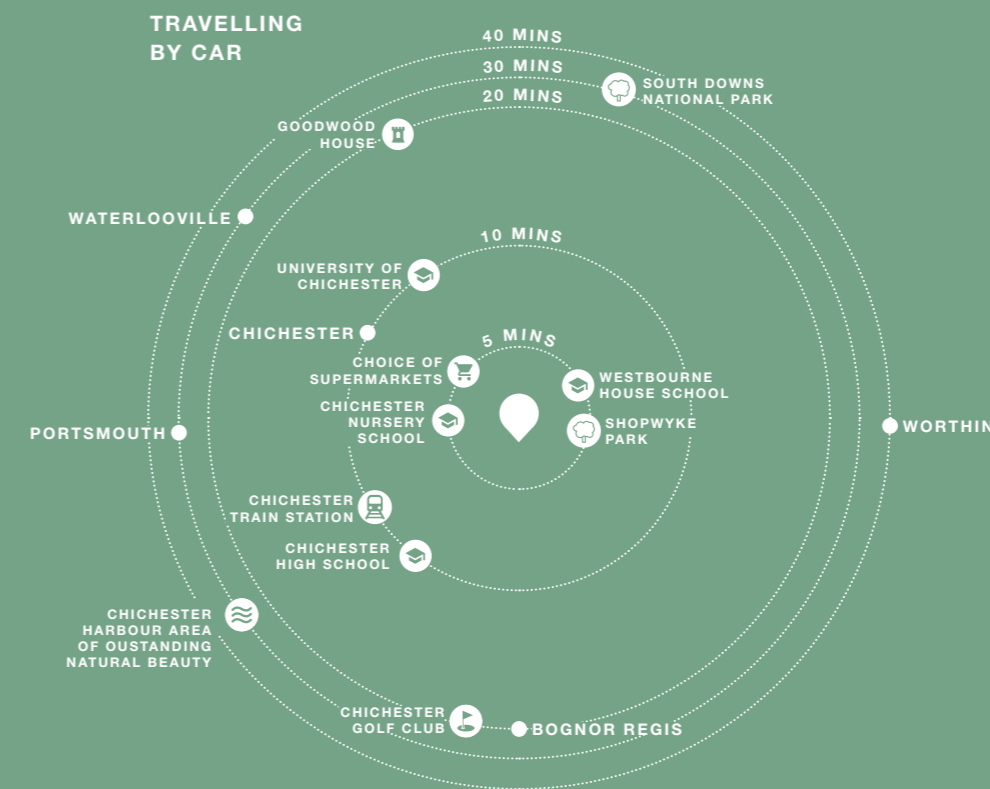 TRAVELLING
BY CAR
40 MINS
30 MINS
20 MINS
SOUTH DOWNS
NATIONAL PARK
GOODWOOD
HOUSE
WATERLOOVILLE
10 MINS
UNIVERSITY OF
CHICHESTER
CHICHESTER
5 MINS
CHOICE OF
SUPERMARKETS
WESTBOURNE
HOUSE SCHOOL
CHICHESTER
NURSERY
SCHOOL
SHOPWYKE
PARK
PORTSMOUTH
WORTHIN
CHICHESTER
TRAIN STATION
CHICHESTER
HIGH SCHOOL
CHICHESTER
HARBOUR AREA
OF OUSTANDING
NATURAL BEAUTY
CHICHESTER
GOLF CLUB
BOGNOR REGIS